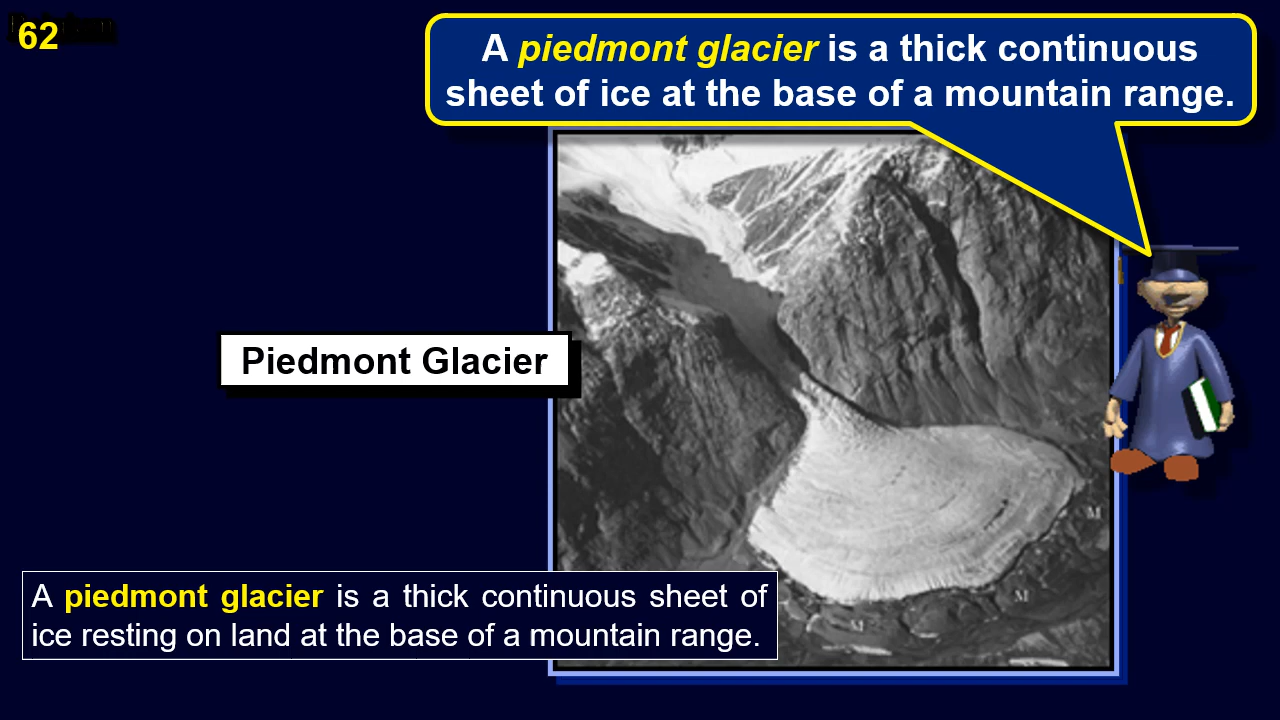 62
A piedmont glacier is a thick continuous
sheet of ice at the base of a mountain range.
Piedmont Glacier
M
M
M
A piedmont glacier is a thick continuous sheet of
ice resting on land at the base of a mountain range.